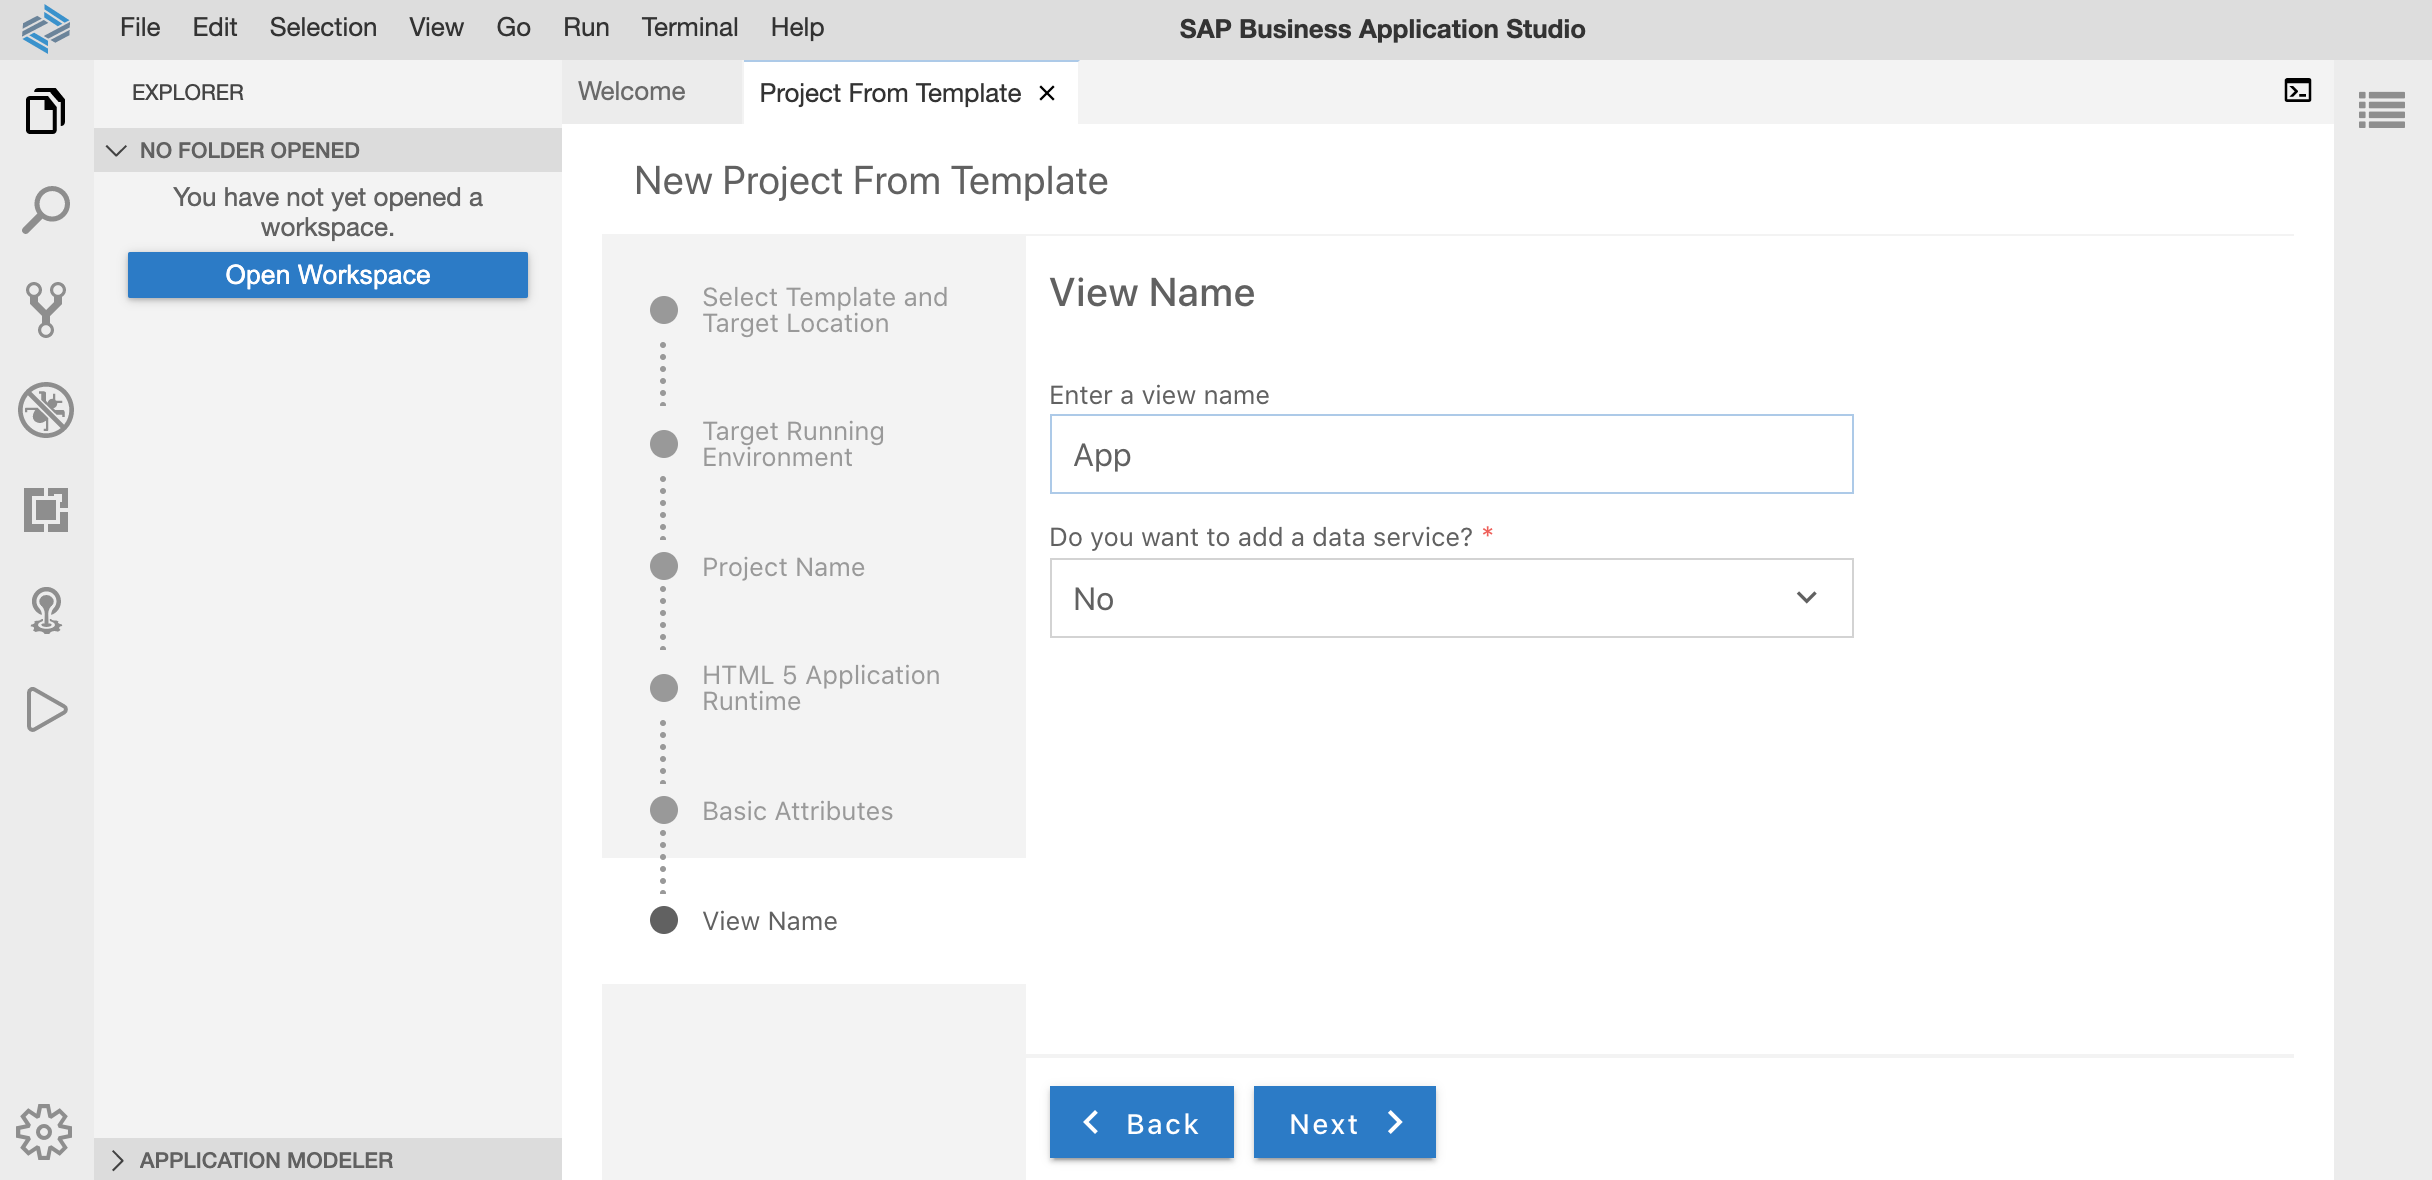 File Edit Selection View Go Run Terminal Help
SAP Business Application Studio
EXPLORER
NO FOLDER OPENED
You have not yet opened a
workspace.
Open Workspace
APPLICATION MODELER
Welcome
Project From Template
New Project From Template
Select Template and
Target Location
Target Running
Environment
Project Name
HTML 5 Application
Runtime
Basic Attributes
View Name
View Name
Enter a view name
App
Do you want to add a data service? *
No
Back
Next